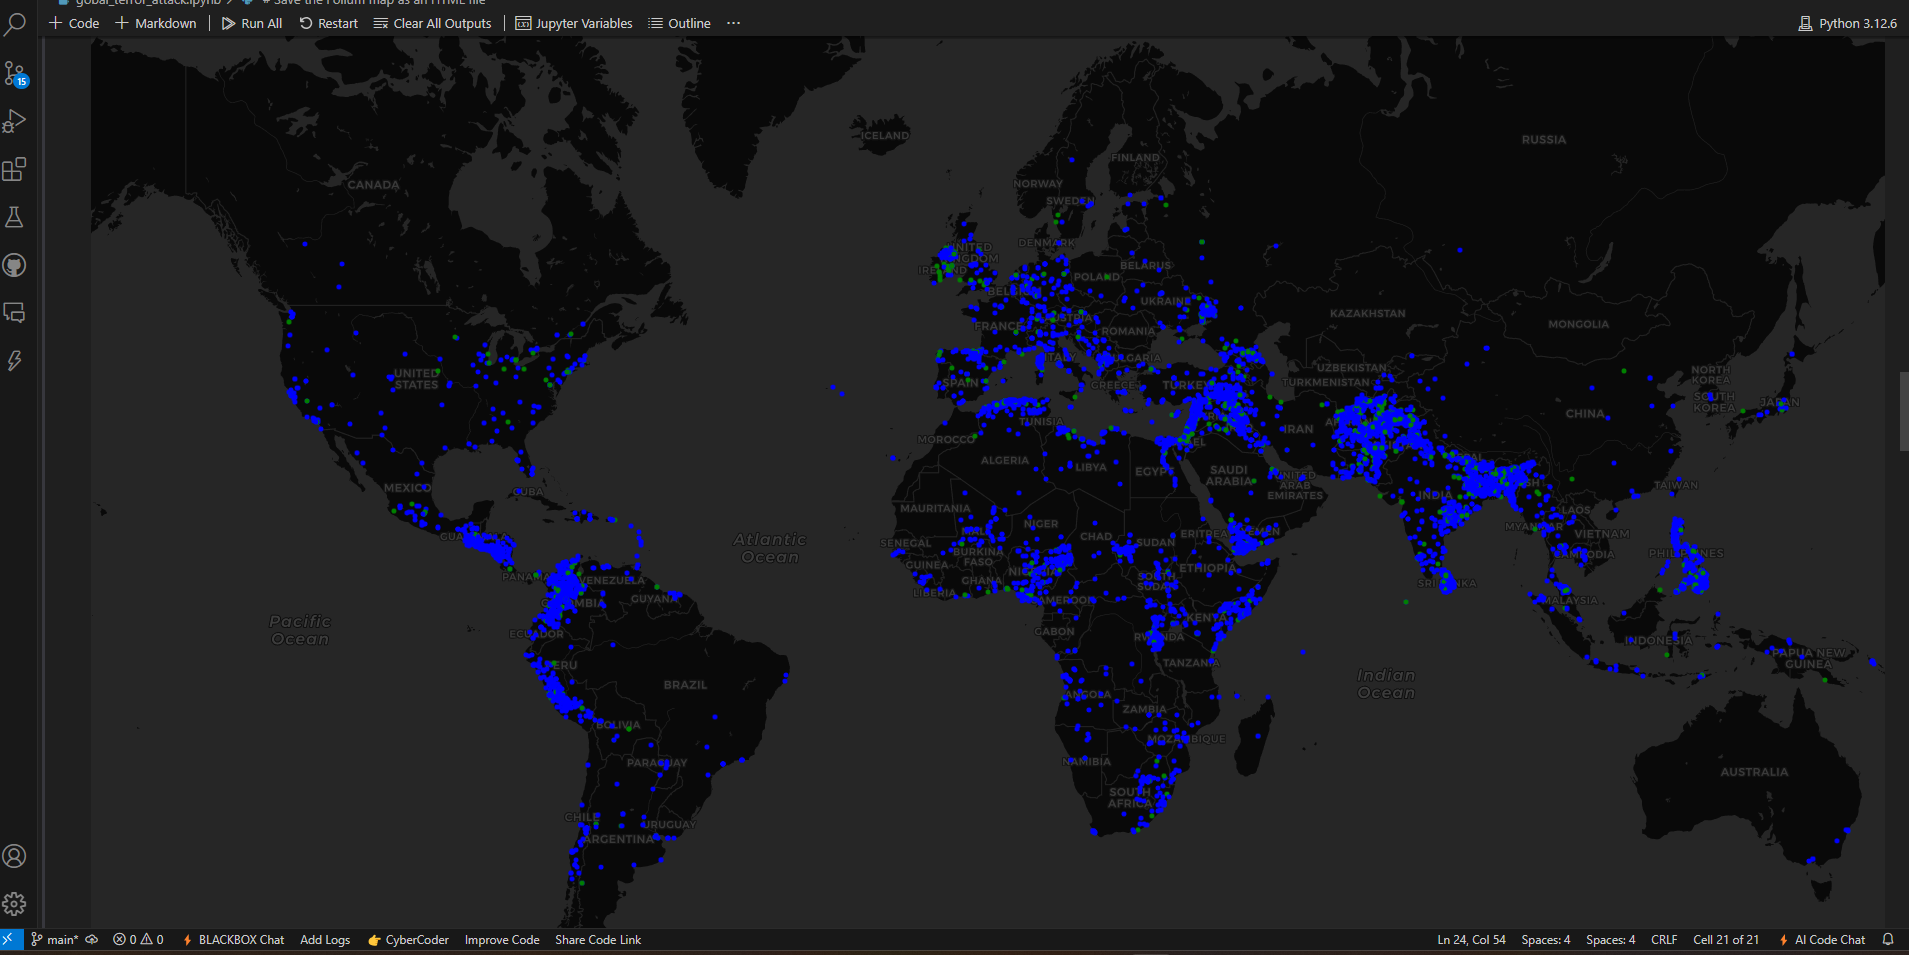 gobal_terror_attack.ipynb > # Save the Folium map as an HTML file
+ Code + Markdown | Run All Restart Clear All Outputs | Jupyter Variables Outline ... Python 3.12.6
15
ICELAND
RUSSIA
FINLAND
CANADA
NORWAY
SWEDEN
DENMARK
UNITED
KINGDOM
IRELAND
BELARUS
POLAND
UKRAINE
KAZAKHSTAN
MONGOLIA
FRANCE
ROMANIA
ITALY
UZBEKISTAN
TURKMENISTAN
NORTH
KOREA
UNITED
STATES
SPAIN
GREECE
TURKEY
SOUTH
KOREA
JAPAN
CHINA
TUNISIA
IRAN
MOROCCO
ALGERIA
LIBYA
EGYPT
SAUDI
ARABIA
UNITED
ARAB
EMIRATES
MEXICO
CUBA
TAIWAN
INDIA
MAURITANIA
LAOS
MYANMAR
VIETNAM
NIGER
CHAD
SUDAN
ERITREA
YEMEN
SENEGAL
BURKINA
FASO
GUINEA
GHANA
LIBERIA
ETHIOPIA
SOUTH
SUDAN
Atlantic
Ocean
PHILIPPINES
PANAMA
VENEZUELA
GUYANA
COLOMBIA
SRI LANKA
MALAYSIA
CAMEROON
Pacific
Ocean
ECUADOR
GABON
KENYA
RWANDA
INDONESIA
PERU
TANZANIA
PAPUA NEW
GUINEA
BRAZIL
Indian
Ocean
ANGOLA
ZAMBIA
BOLIVIA
MOZAMBIQUE
PARAGUAY
NAMIBIA
AUSTRALIA
SOUTH
AFRICA
CHILE
URUGUAY
ARGENTINA
main* 0 0 BLACKBOX Chat Add Logs CyberCoder Improve Code Share Code Link Ln 24, Col 54 Spaces: 4 Spaces: 4 CRLF Cell 21 of 21 AI Code Chat